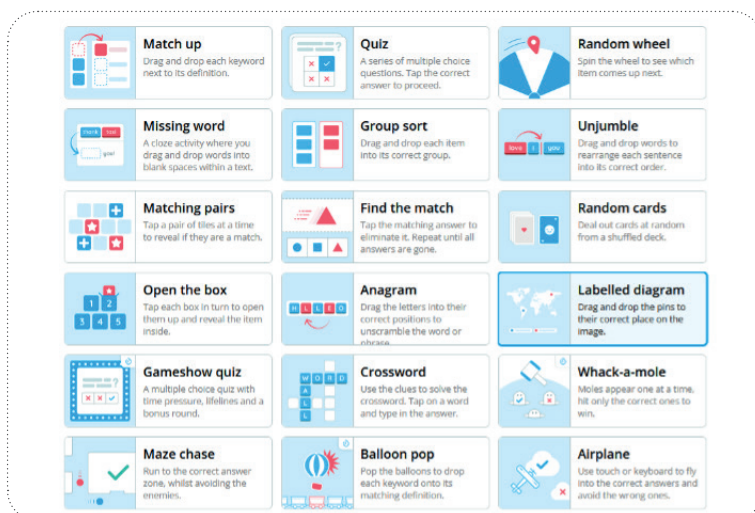 Match up
Drag and drop each keyword
next to its definition.
Quiz
A series of multiple choice
questions. Tap the correct
answer to proceed.
Random wheel
Spin the wheel to see which
item comes up next.
Missing word
A cloze activity where you
drag and drop words into
blank spaces within a text.
Group sort
Drag and drop each item
into its correct group.
love i you
Unjumble
Drag and drop words to
rearrange each sentence
into its correct order.
Matching pairs
Tap a pair of tiles at a time
to reveal if they are a match.
Find the match
Tap the matching answer to
eliminate it. Repeat until all
answers are gone.
Random cards
Deal out cards at random
from a shuffled deck.
1 2
3 4 5
Open the box
Tap each box in turn to open
them up and reveal the item
inside.
H L L E O
Anagram
Drag the letters into their
correct positions to
unscramble the word or
phrase.
Labelled diagram
Drag and drop the pins to
their correct place on the
image.
?
Gameshow quiz
A multiple choice quiz with
time pressure, lifelines and a
bonus round.
W O R D
A
L
L
Crossword
Use the clues to solve the
crossword. Tap on a word
and type in the answer.
Whack-a-mole
Moles appear one at a time,
hit only the correct ones to
win.
Maze chase
Run to the correct answer
zone, whilst avoiding the
enemies.
Balloon pop
Pop the balloons to drop
each keyword onto its
matching definition.
Airplane
Use touch or keyboard to fly
into the correct answers and
avoid the wrong ones.